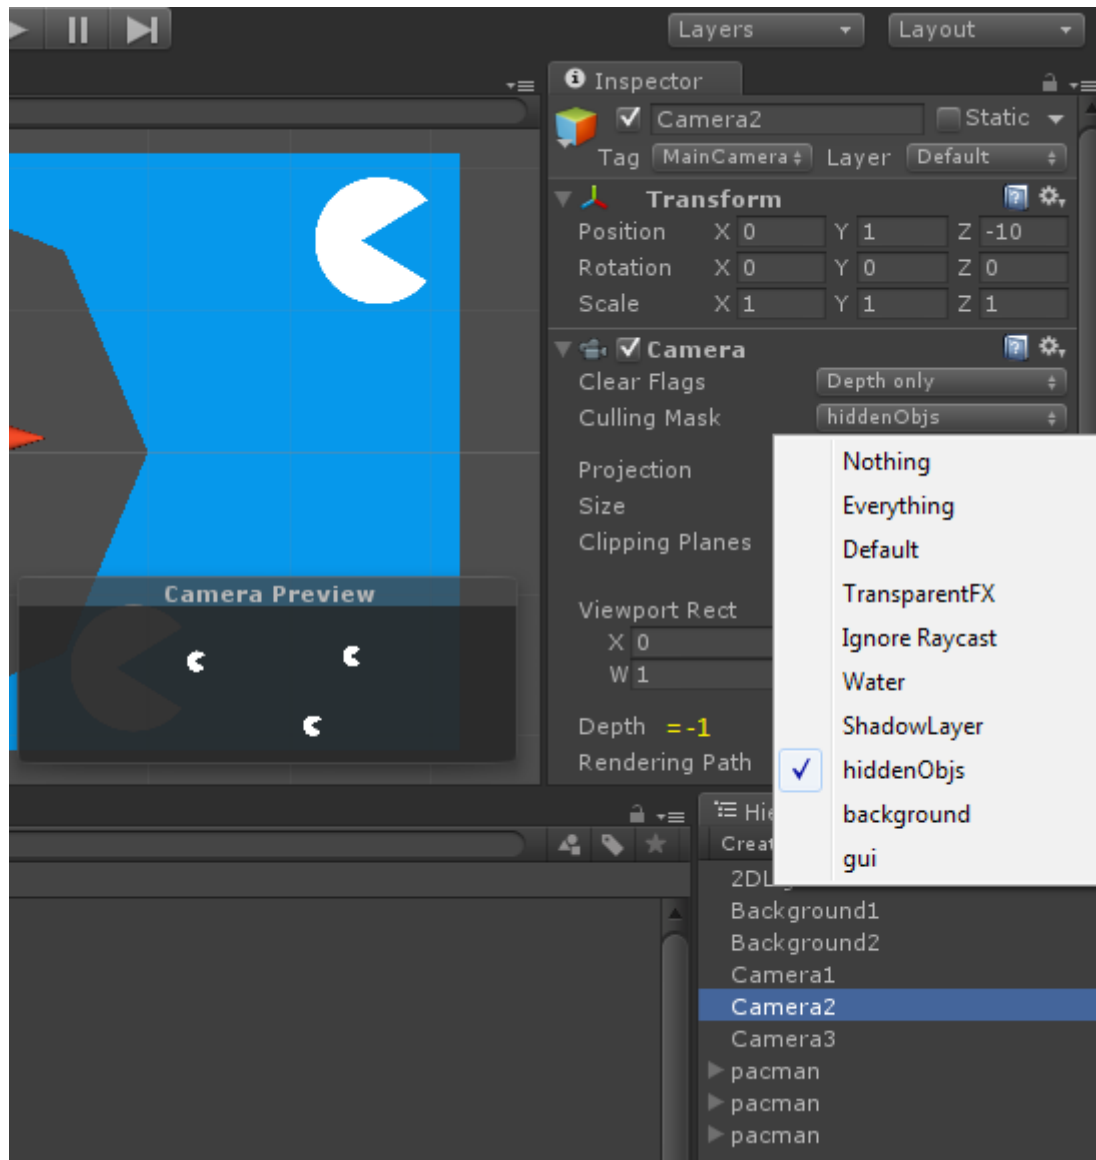 Layers Layout
Inspector
Camera2 Static
Tag MainCamera Layer Default
Transform
Position X 0 Y 1 Z -10
Rotation X 0 Y 0 Z 0
Scale X 1 Y 1 Z 1
Camera
Clear Flags Depth only
Culling Mask hiddenObjs
Nothing
Projection
Everything
Size
Default
Clipping Planes
TransparentFX
Camera Preview
Viewport Rect
Ignore Raycast
X 0
W 1
Water
Depth =-1
ShadowLayer
Rendering Path
hiddenObjs
background
gui
Background1
Background2
Camera1
Camera2
Camera3
pacman
pacman
pacman